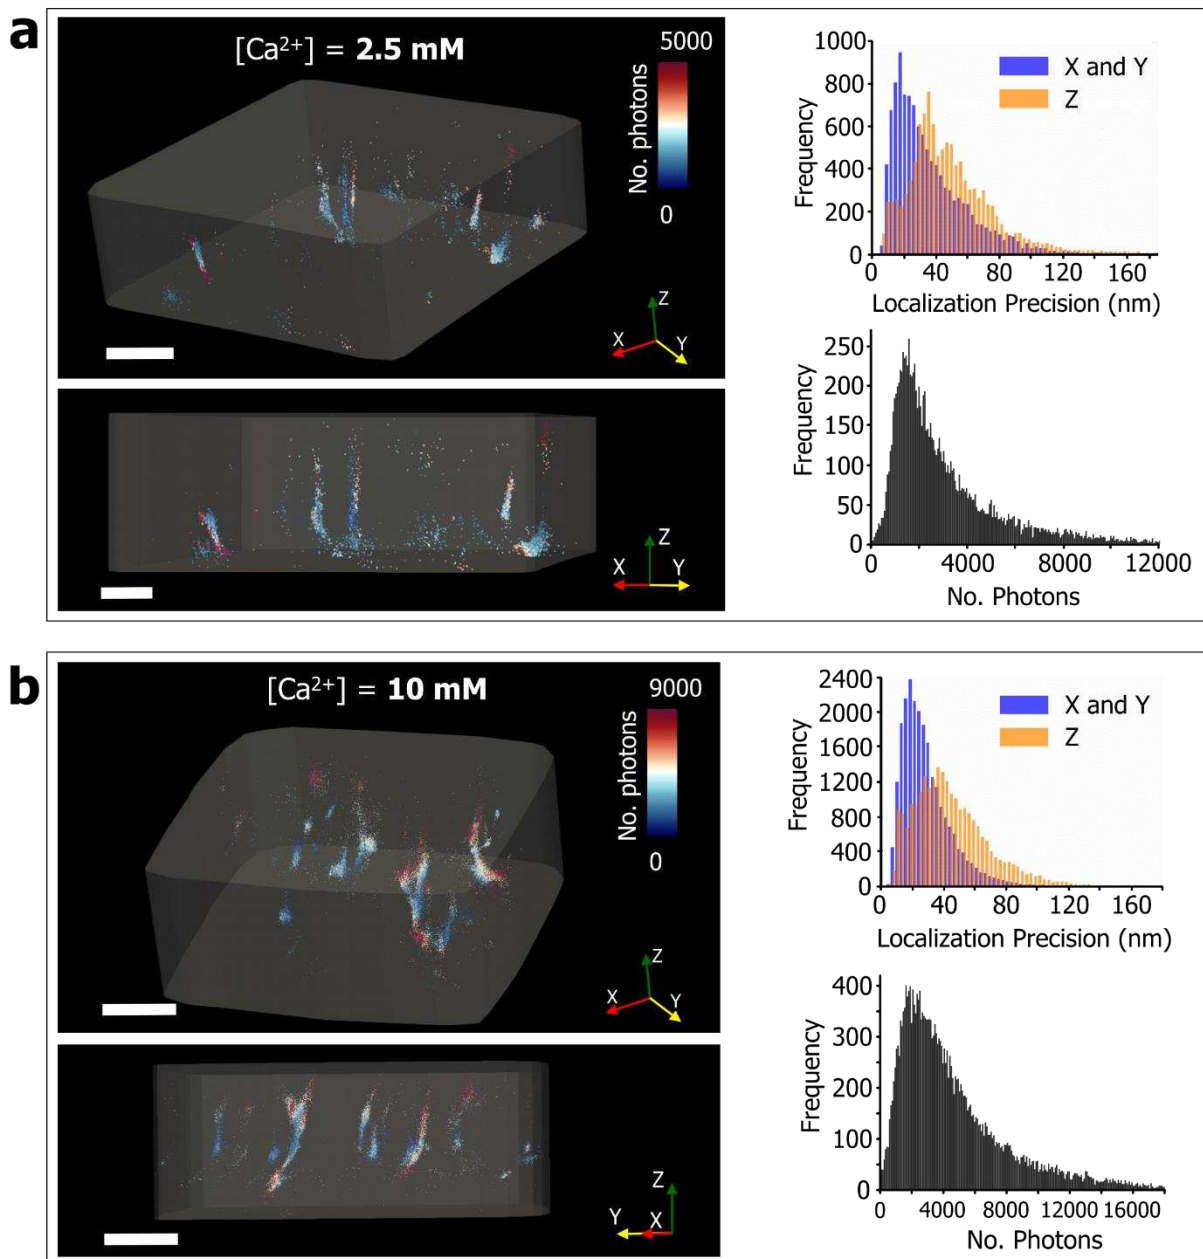 a
[Ca²⁺] = 2.5 mM
5000
No. photons
0
Z
X
Y
Z
X
Y
1000
800
600
400
200
0
Frequency
X and Y
Z
0
40
80
120
160
Localization Precision (nm)
250
200
150
100
50
0
Frequency
0
4000
8000
12000
No. Photons
b
[Ca²⁺] = 10 mM
9000
No. photons
0
Z
X
Y
Z
Y
X
2400
2000
1600
1200
800
400
0
Frequency
X and Y
Z
0
40
80
120
160
Localization Precision (nm)
400
300
200
100
0
Frequency
0
4000
8000
12000
16000
No. Photons